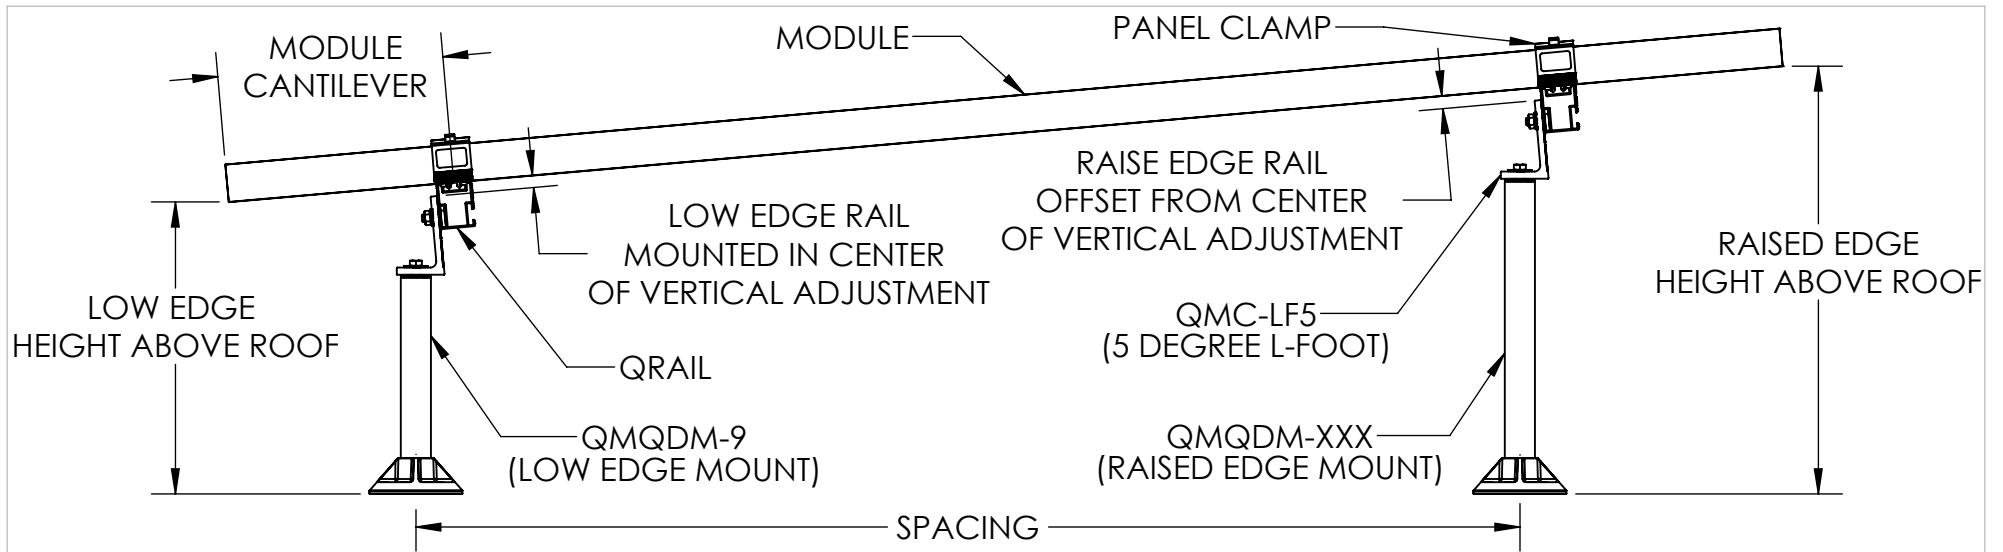 MODULE
CANTILEVER
MODULE
PANEL CLAMP
LOW EDGE RAIL
MOUNTED IN CENTER
OF VERTICAL ADJUSTMENT
RAISE EDGE RAIL
OFFSET FROM CENTER
OF VERTICAL ADJUSTMENT
RAISED EDGE
HEIGHT ABOVE ROOF
LOW EDGE
HEIGHT ABOVE ROOF
QRAIL
QMC-LF5
(5 DEGREE L-FOOT)
QMQDM-9
(LOW EDGE MOUNT)
QMQDM-XXX
(RAISED EDGE MOUNT)
SPACING